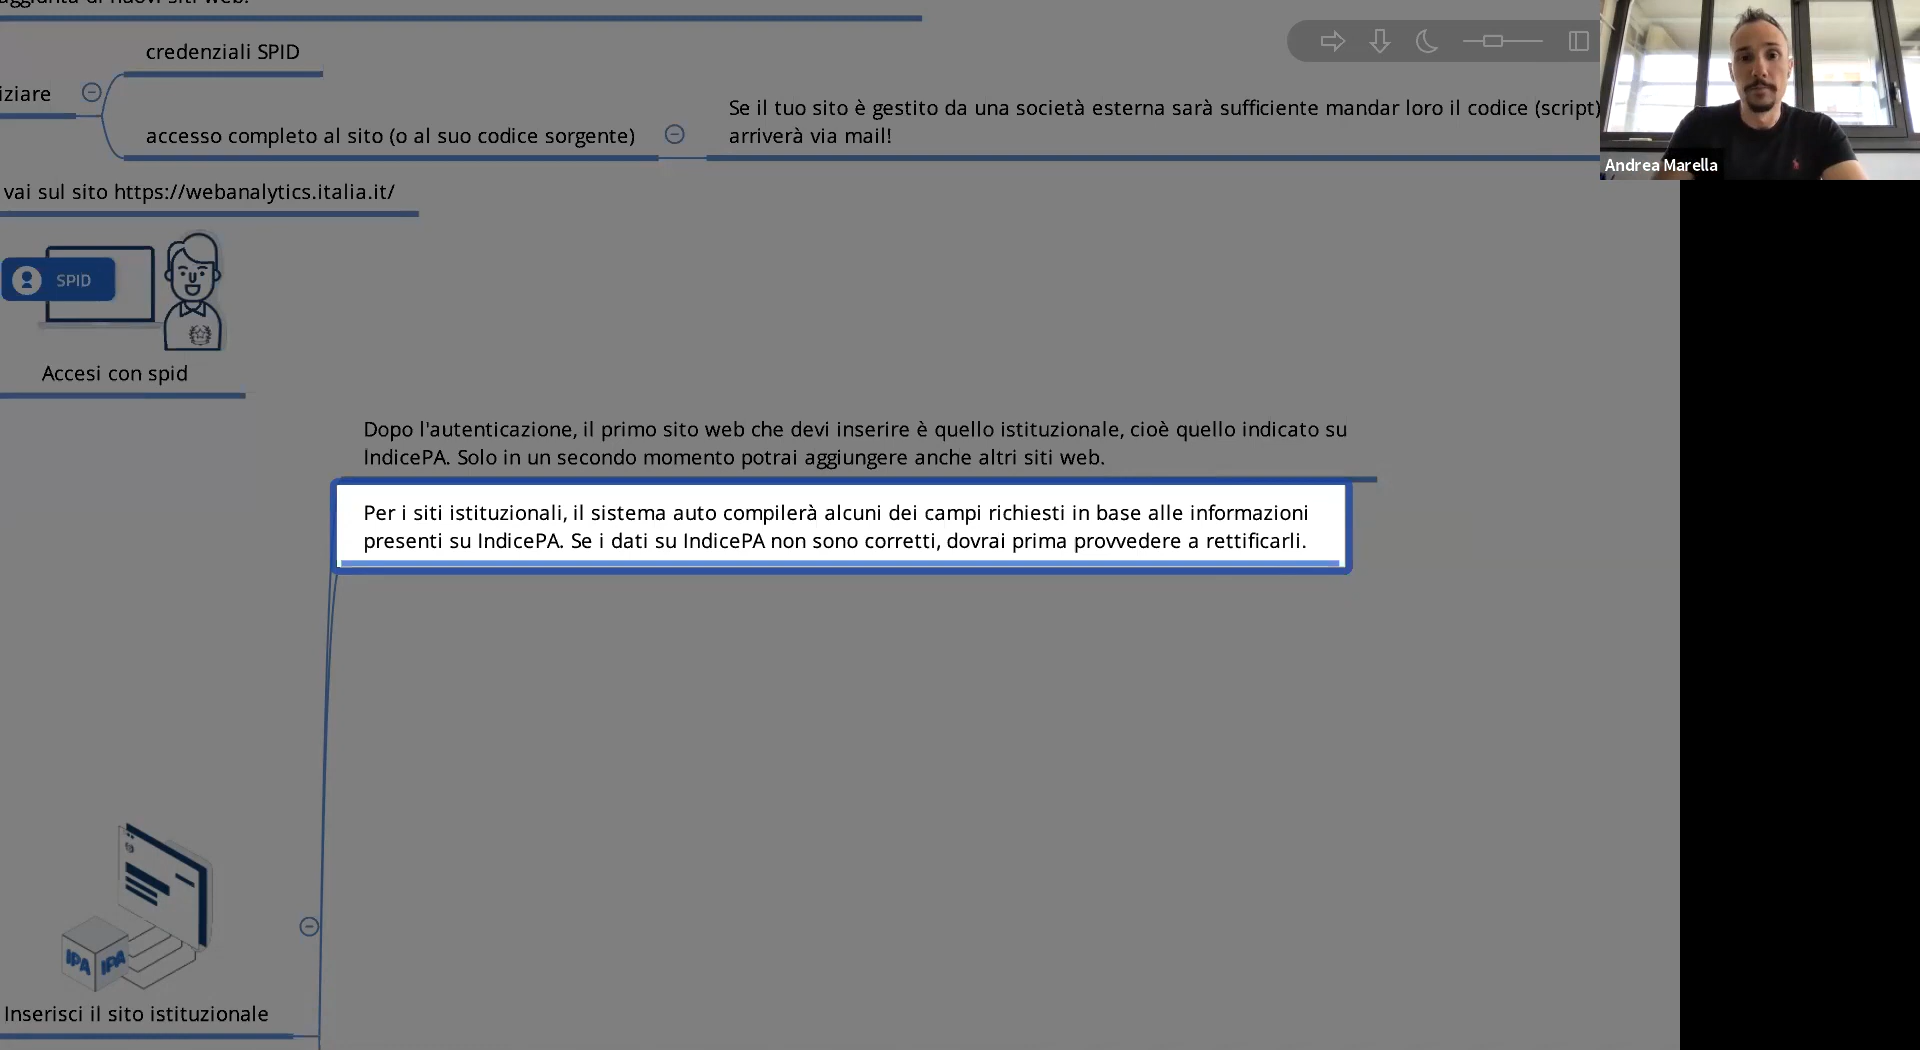 aggiunta di nuovi siti web.
credenziali SPID
iziare
accesso completo al sito (o al suo codice sorgente)
Se il tuo sito è gestito da una società esterna sarà sufficiente mandar loro il codice (script)
arriverà via mail!
Andrea Marella
vai sul sito https://webanalytics.italia.it/
SPID
Accesi con spid
Dopo l'autenticazione, il primo sito web che devi inserire è quello istituzionale, cioè quello indicato su
IndicePA. Solo in un secondo momento potrai aggiungere anche altri siti web.
Per i siti istituzionali, il sistema auto compilerà alcuni dei campi richiesti in base alle informazioni
presenti su IndicePA. Se i dati su IndicePA non sono corretti, dovrai prima provvedere a rettificarli.
IPA IPA
Inserisci il sito istituzionale